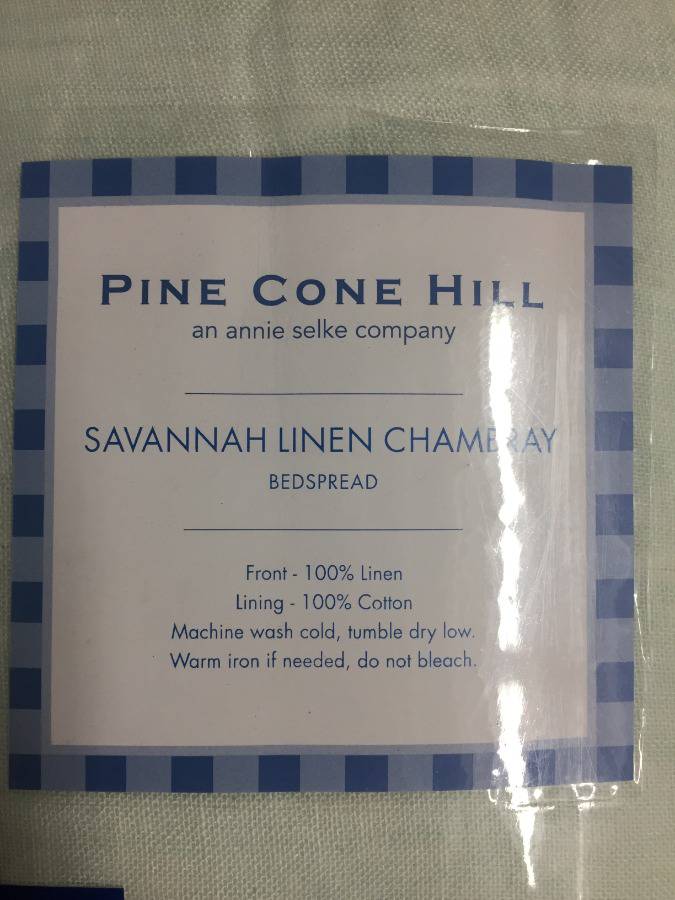 PINE CONE HILL
an annie selke company
SAVANNAH LINEN CHAMBRAY
BEDSPREAD
Front - 100% Linen
Lining - 100% Cotton
Machine wash cold, tumble dry low.
Warm iron if needed, do not bleach.